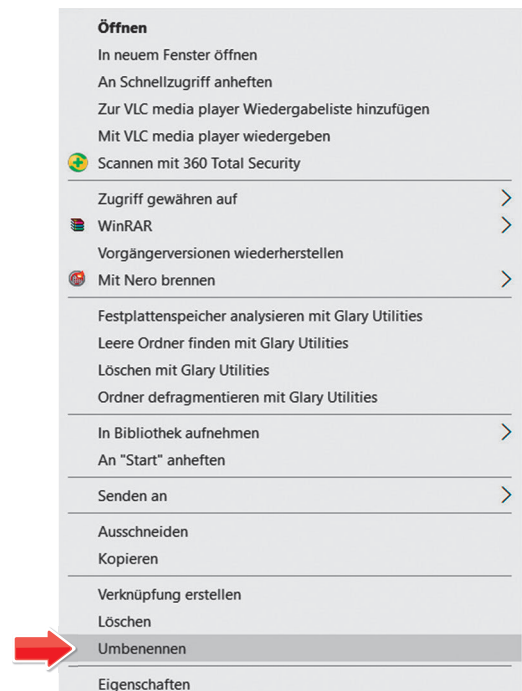 Öffnen
In neuem Fenster öffnen
An Schnellzugriff anheften
Zur VLC media player Wiedergabeliste hinzufügen
Mit VLC media player wiedergeben
Scannen mit 360 Total Security
Zugriff gewähren auf
WinRAR
Vorgängerversionen wiederherstellen
Mit Nero brennen
Festplattenspeicher analysieren mit Glary Utilities
Leere Ordner finden mit Glary Utilities
Löschen mit Glary Utilities
Ordner defragmentieren mit Glary Utilities
In Bibliothek aufnehmen
An "Start" anheften
Senden an
Ausschneiden
Kopieren
Verknüpfung erstellen
Löschen
Umbenennen
Eigenschaften